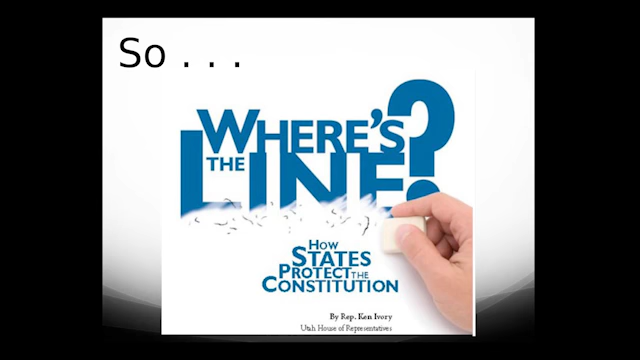 So . . .
WHERE'S
THE
LINE?
HOW
STATES
PROTECT THE
CONSTITUTION
By Rep. Ken Ivory
Utah House of Representatives